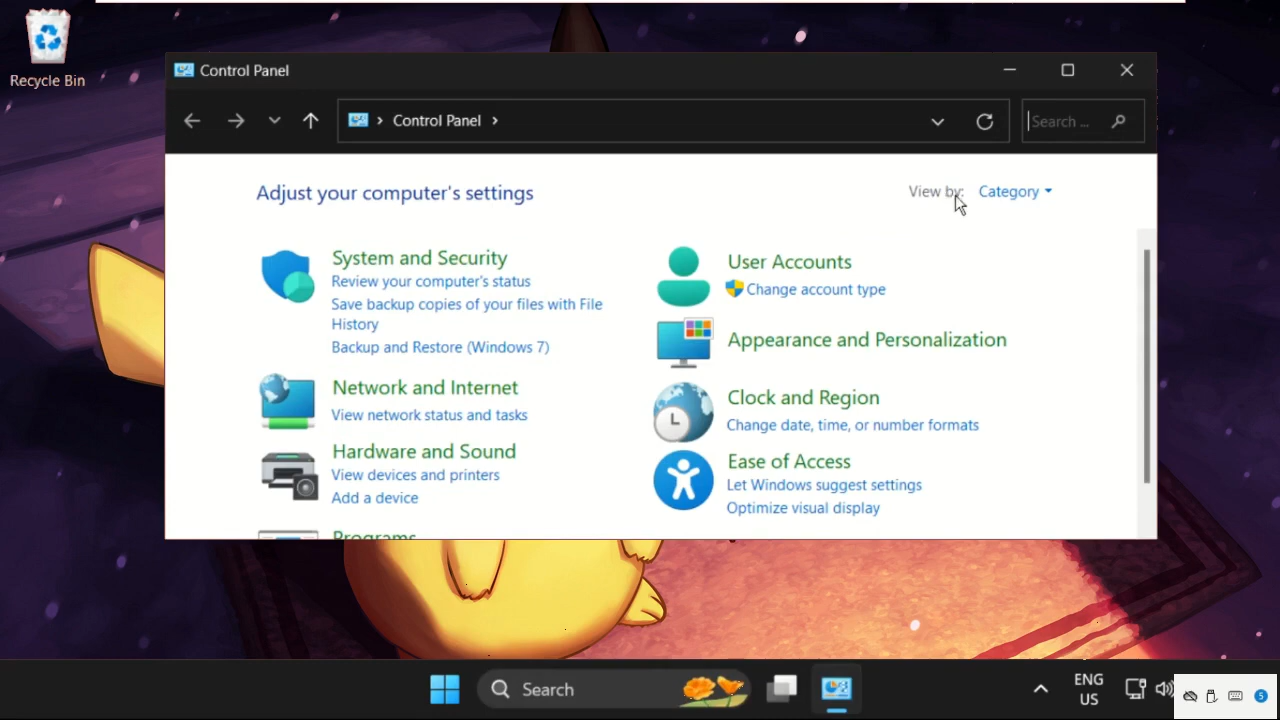 Recycle Bin
Control Panel
Control Panel
Search ...
Adjust your computer's settings
View by:
Category
System and Security
Review your computer's status
Save backup copies of your files with File
History
Backup and Restore (Windows 7)
Network and Internet
View network status and tasks
Hardware and Sound
View devices and printers
Add a device
Programs
User Accounts
Change account type
Appearance and Personalization
Clock and Region
Change date, time, or number formats
Ease of Access
Let Windows suggest settings
Optimize visual display
Search
ENG
US
5